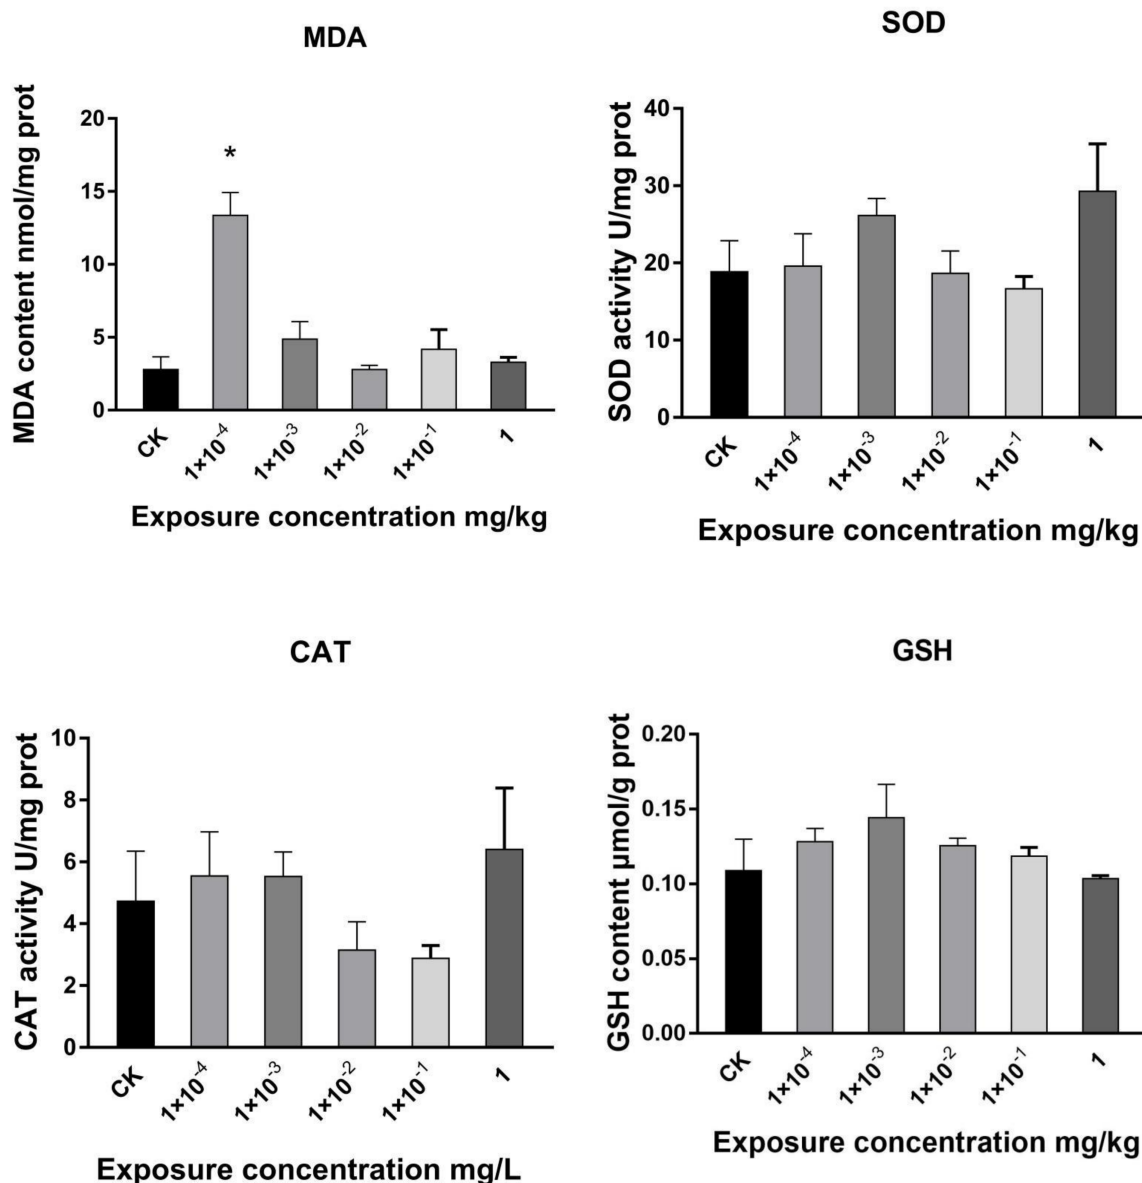 MDA
MDA content nmol/mg prot
20
15
10
5
0
*
CK
1×10⁻⁴
1×10⁻³
1×10⁻²
1×10⁻¹
1
Exposure concentration mg/kg
SOD
SOD activity U/mg prot
40
30
20
10
0
CK
1×10⁻⁴
1×10⁻³
1×10⁻²
1×10⁻¹
1
Exposure concentration mg/kg
CAT
CAT activity U/mg prot
10
8
6
4
2
0
CK
1×10⁻⁴
1×10⁻³
1×10⁻²
1×10⁻¹
1
Exposure concentration mg/L
GSH
GSH content μmol/g prot
0.20
0.15
0.10
0.05
0.00
CK
1×10⁻⁴
1×10⁻³
1×10⁻²
1×10⁻¹
1
Exposure concentration mg/kg